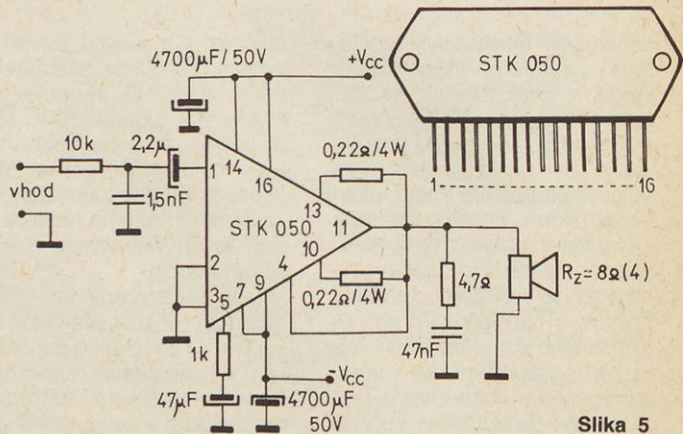 4700μF/50V
+Vcc
STK 050
10k
2,2μ
14
16
0,22Ω/4W
1
16
vhod
1
1,5nF
13
11
STK 050
10
4
4,7Ω
Rz=8Ω(4)
2
3
5
7
9
0,22Ω/4W
1k
47nF
-Vcc
47μF
4700μF
50V
Slika 5